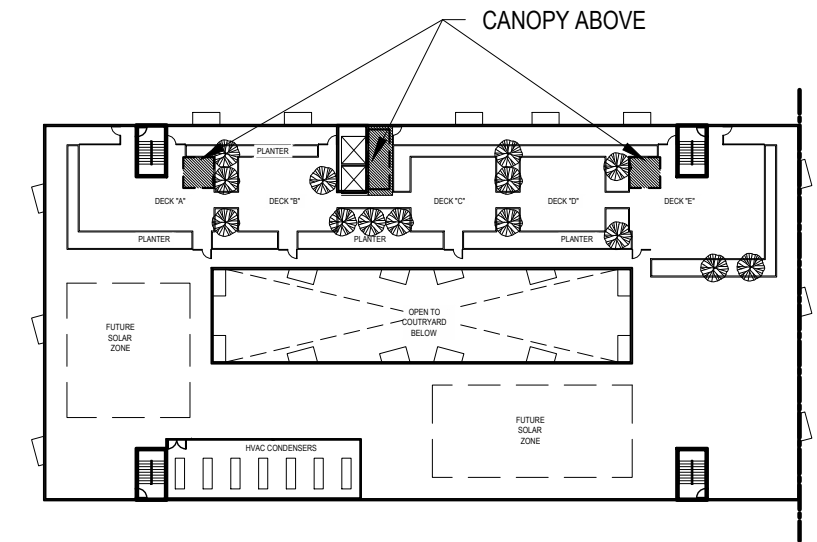 CANOPY ABOVE
PLANTER
DECK "A"
DECK "B"
DECK "C"
DECK "D"
DECK "E"
PLANTER
PLANTER
PLANTER
OPEN TO
COUTRYARD
BELOW
FUTURE
SOLAR
ZONE
FUTURE
SOLAR
ZONE
HVAC CONDENSERS